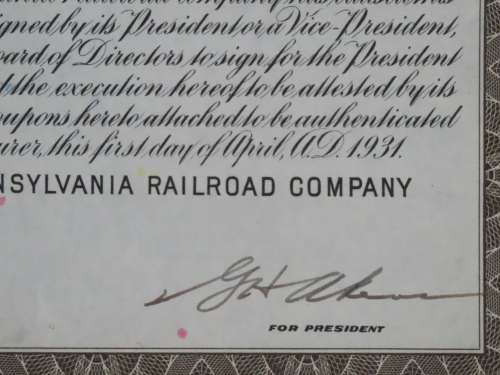 igned by its President or a Vice-President,
oard of Directors to sign for the President
d the execution hereof to be attested by its
oupons hereto attached to be authenticated
urer, this first day of April, A.D. 1931.
NSYLVANIA RAILROAD COMPANY
FOR PRESIDENT